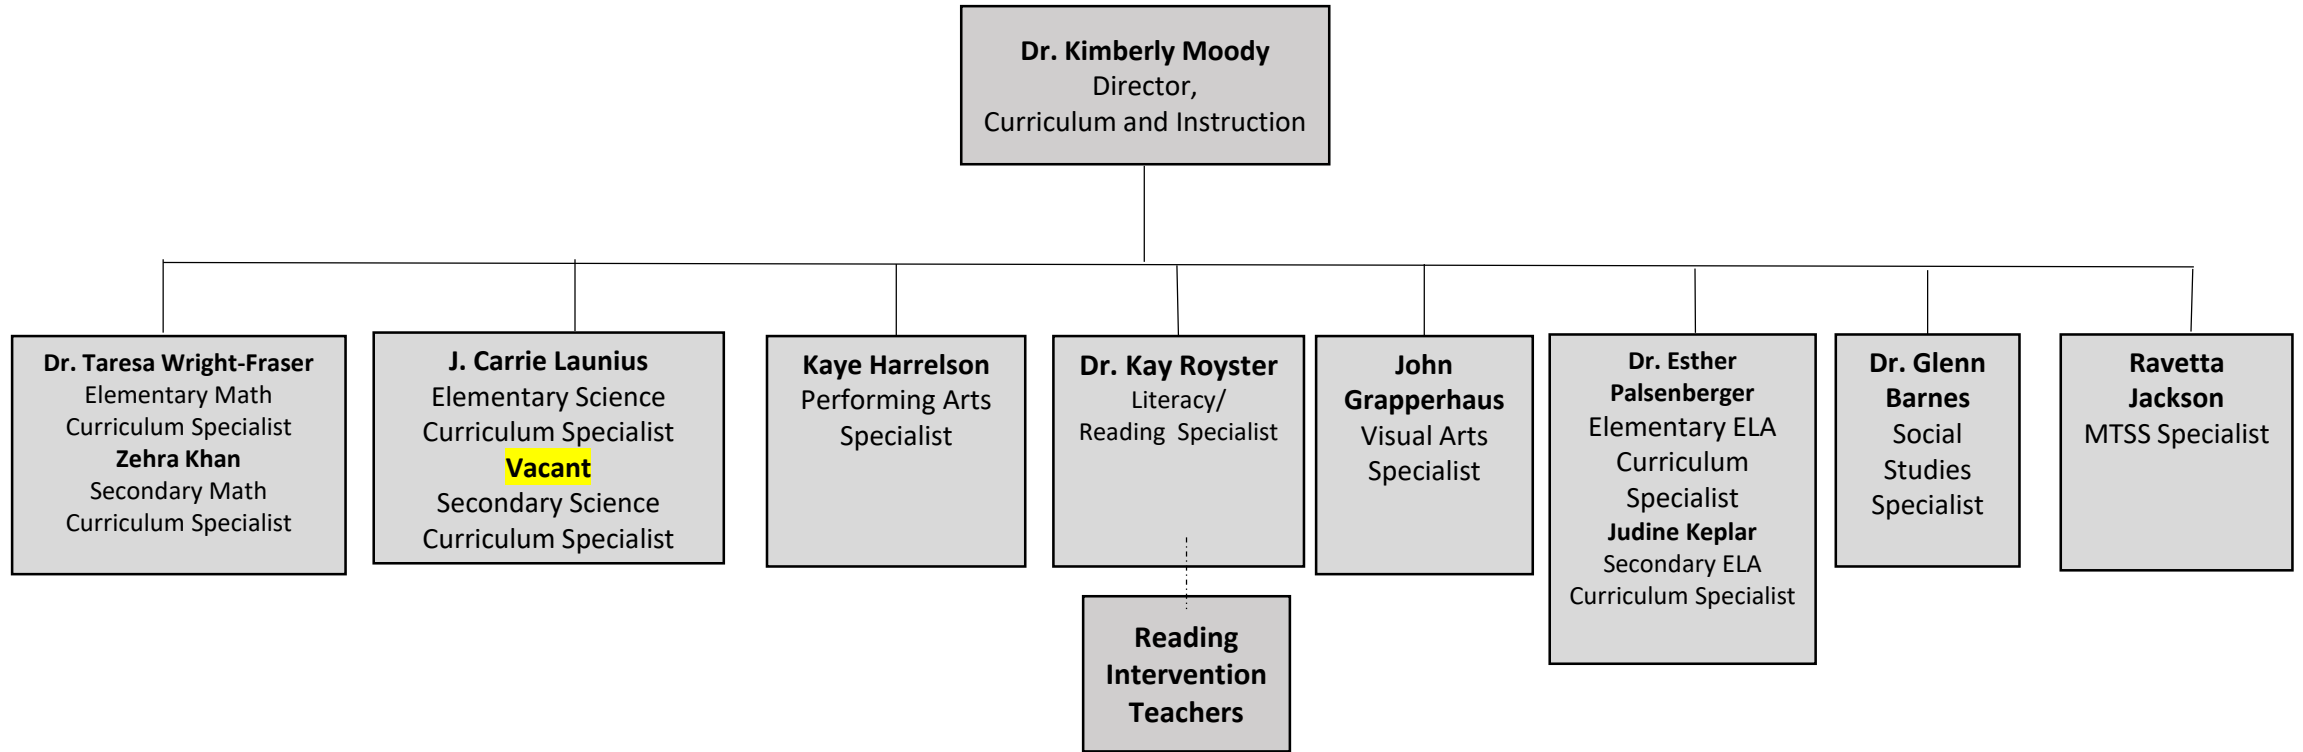 Dr. Kimberly Moody
Director,
Curriculum and Instruction
Dr. Taresa Wright-Fraser
Elementary Math
Curriculum Specialist
Zehra Khan
Secondary Math
Curriculum Specialist
J. Carrie Launius
Elementary Science
Curriculum Specialist
Vacant
Secondary Science
Curriculum Specialist
Kaye Harrelson
Performing Arts
Specialist
Dr. Kay Royster
Literacy/
Reading Specialist
John
Grapperhaus
Visual Arts
Specialist
Dr. Esther
Palsenberger
Elementary ELA
Curriculum
Specialist
Judine Keplar
Secondary ELA
Curriculum Specialist
Dr. Glenn
Barnes
Social
Studies
Specialist
Ravetta
Jackson
MTSS Specialist
Reading
Intervention
Teachers